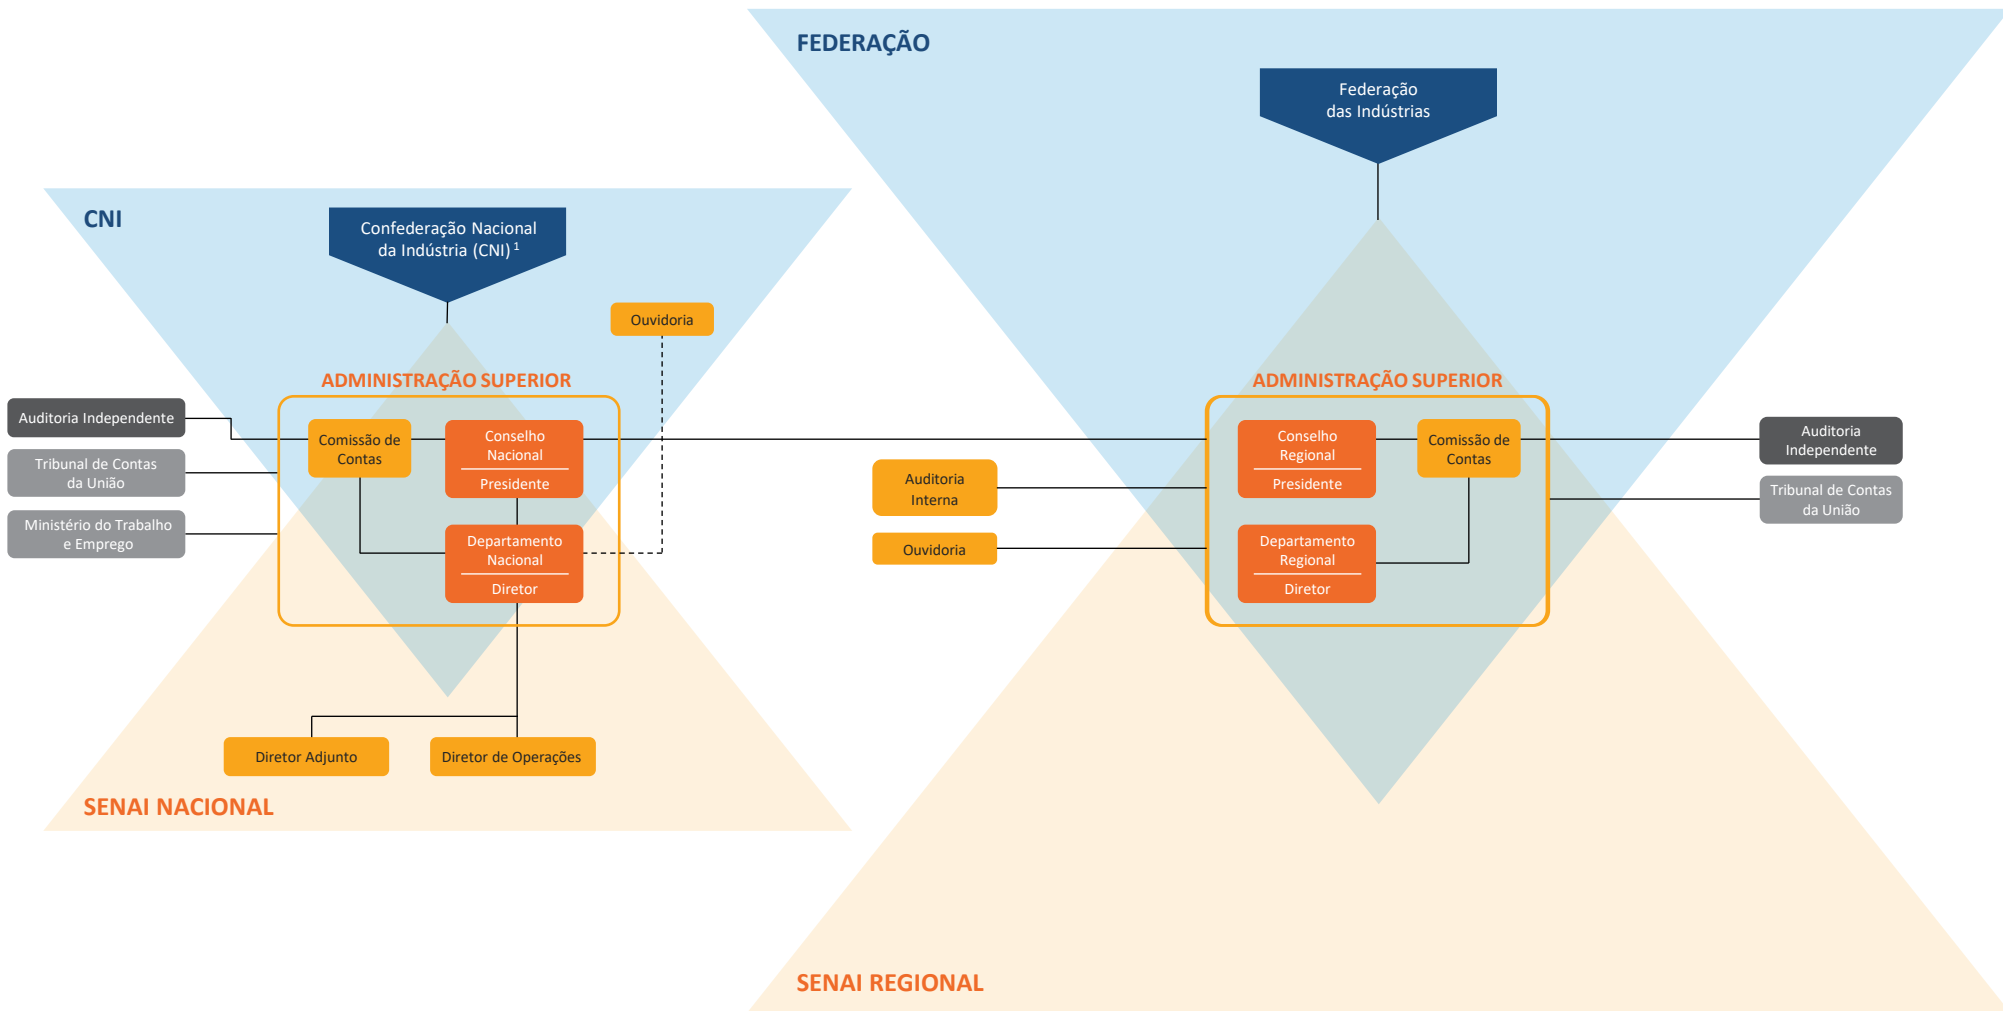 CNI
Confederação Nacional
da Indústria (CNI) 1
Ouvidoria
ADMINISTRAÇÃO SUPERIOR
Auditoria Independente
Tribunal de Contas
da União
Ministério do Trabalho
e Emprego
Comissão de
Contas
Conselho
Nacional
Presidente
Departamento
Nacional
Diretor
Diretor Adjunto
Diretor de Operações
SENAI NACIONAL
FEDERAÇÃO
Federação
das Indústrias
ADMINISTRAÇÃO SUPERIOR
Auditoria
Interna
Ouvidoria
Conselho
Regional
Presidente
Comissão de
Contas
Departamento
Regional
Diretor
Auditoria
Independente
Tribunal de Contas
da União
SENAI REGIONAL